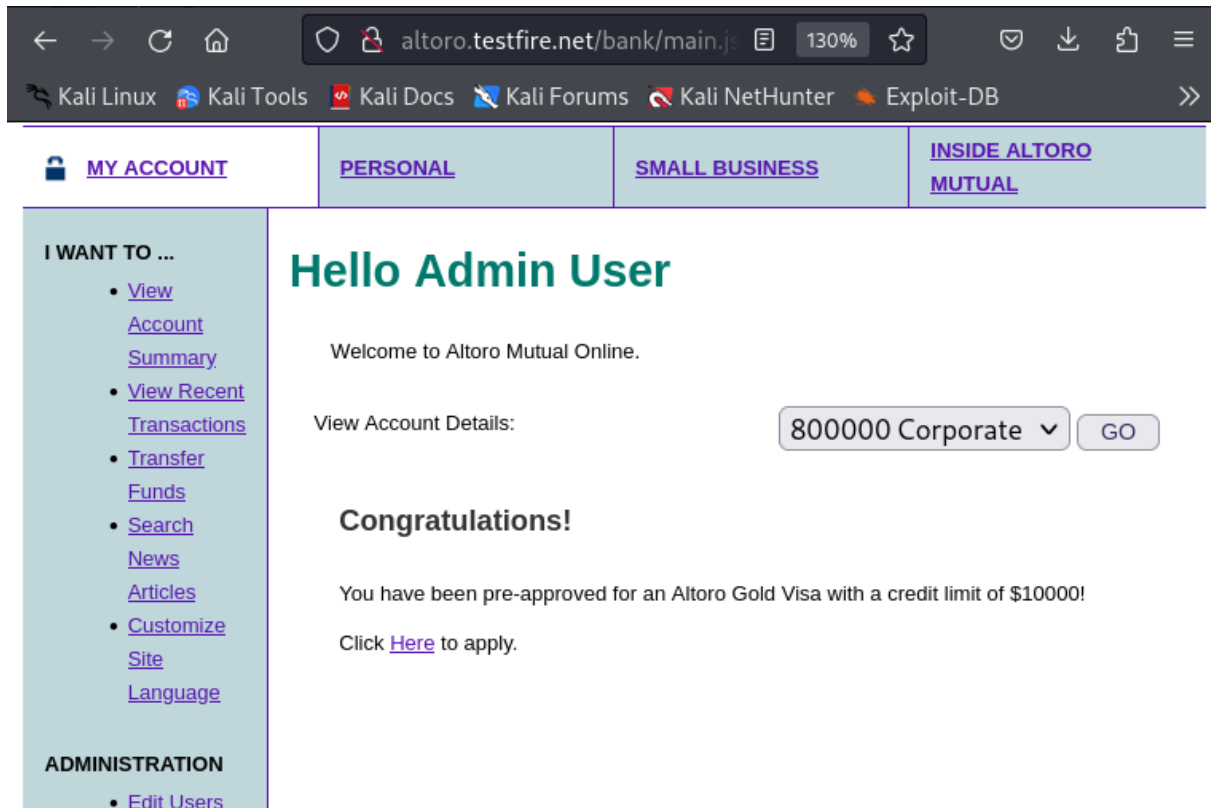 altoro.testfire.net/bank/main.js
130%
Kali Linux
Kali Tools
Kali Docs
Kali Forums
Kali NetHunter
Exploit-DB
MY ACCOUNT
PERSONAL
SMALL BUSINESS
INSIDE ALTORO
MUTUAL
I WANT TO ...
View
Account
Summary
View Recent
Transactions
Transfer
Funds
Search
News
Articles
Customize
Site
Language
ADMINISTRATION
Edit Users
Hello Admin User
Welcome to Altoro Mutual Online.
View Account Details:
800000 Corporate
GO
Congratulations!
You have been pre-approved for an Altoro Gold Visa with a credit limit of $10000!
Click Here to apply.